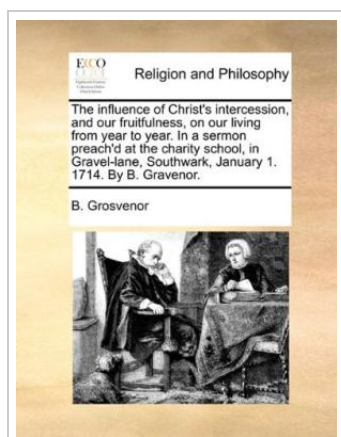 ECCO
Religion and Philosophy
The influence of Christ's intercession,
and our fruitfulness, on our living
from year to year. In a sermon
preach'd at the charity school, in
Gravel-lane, Southwark, January 1.
1714. By B. Gravenor.
B. Grosvenor